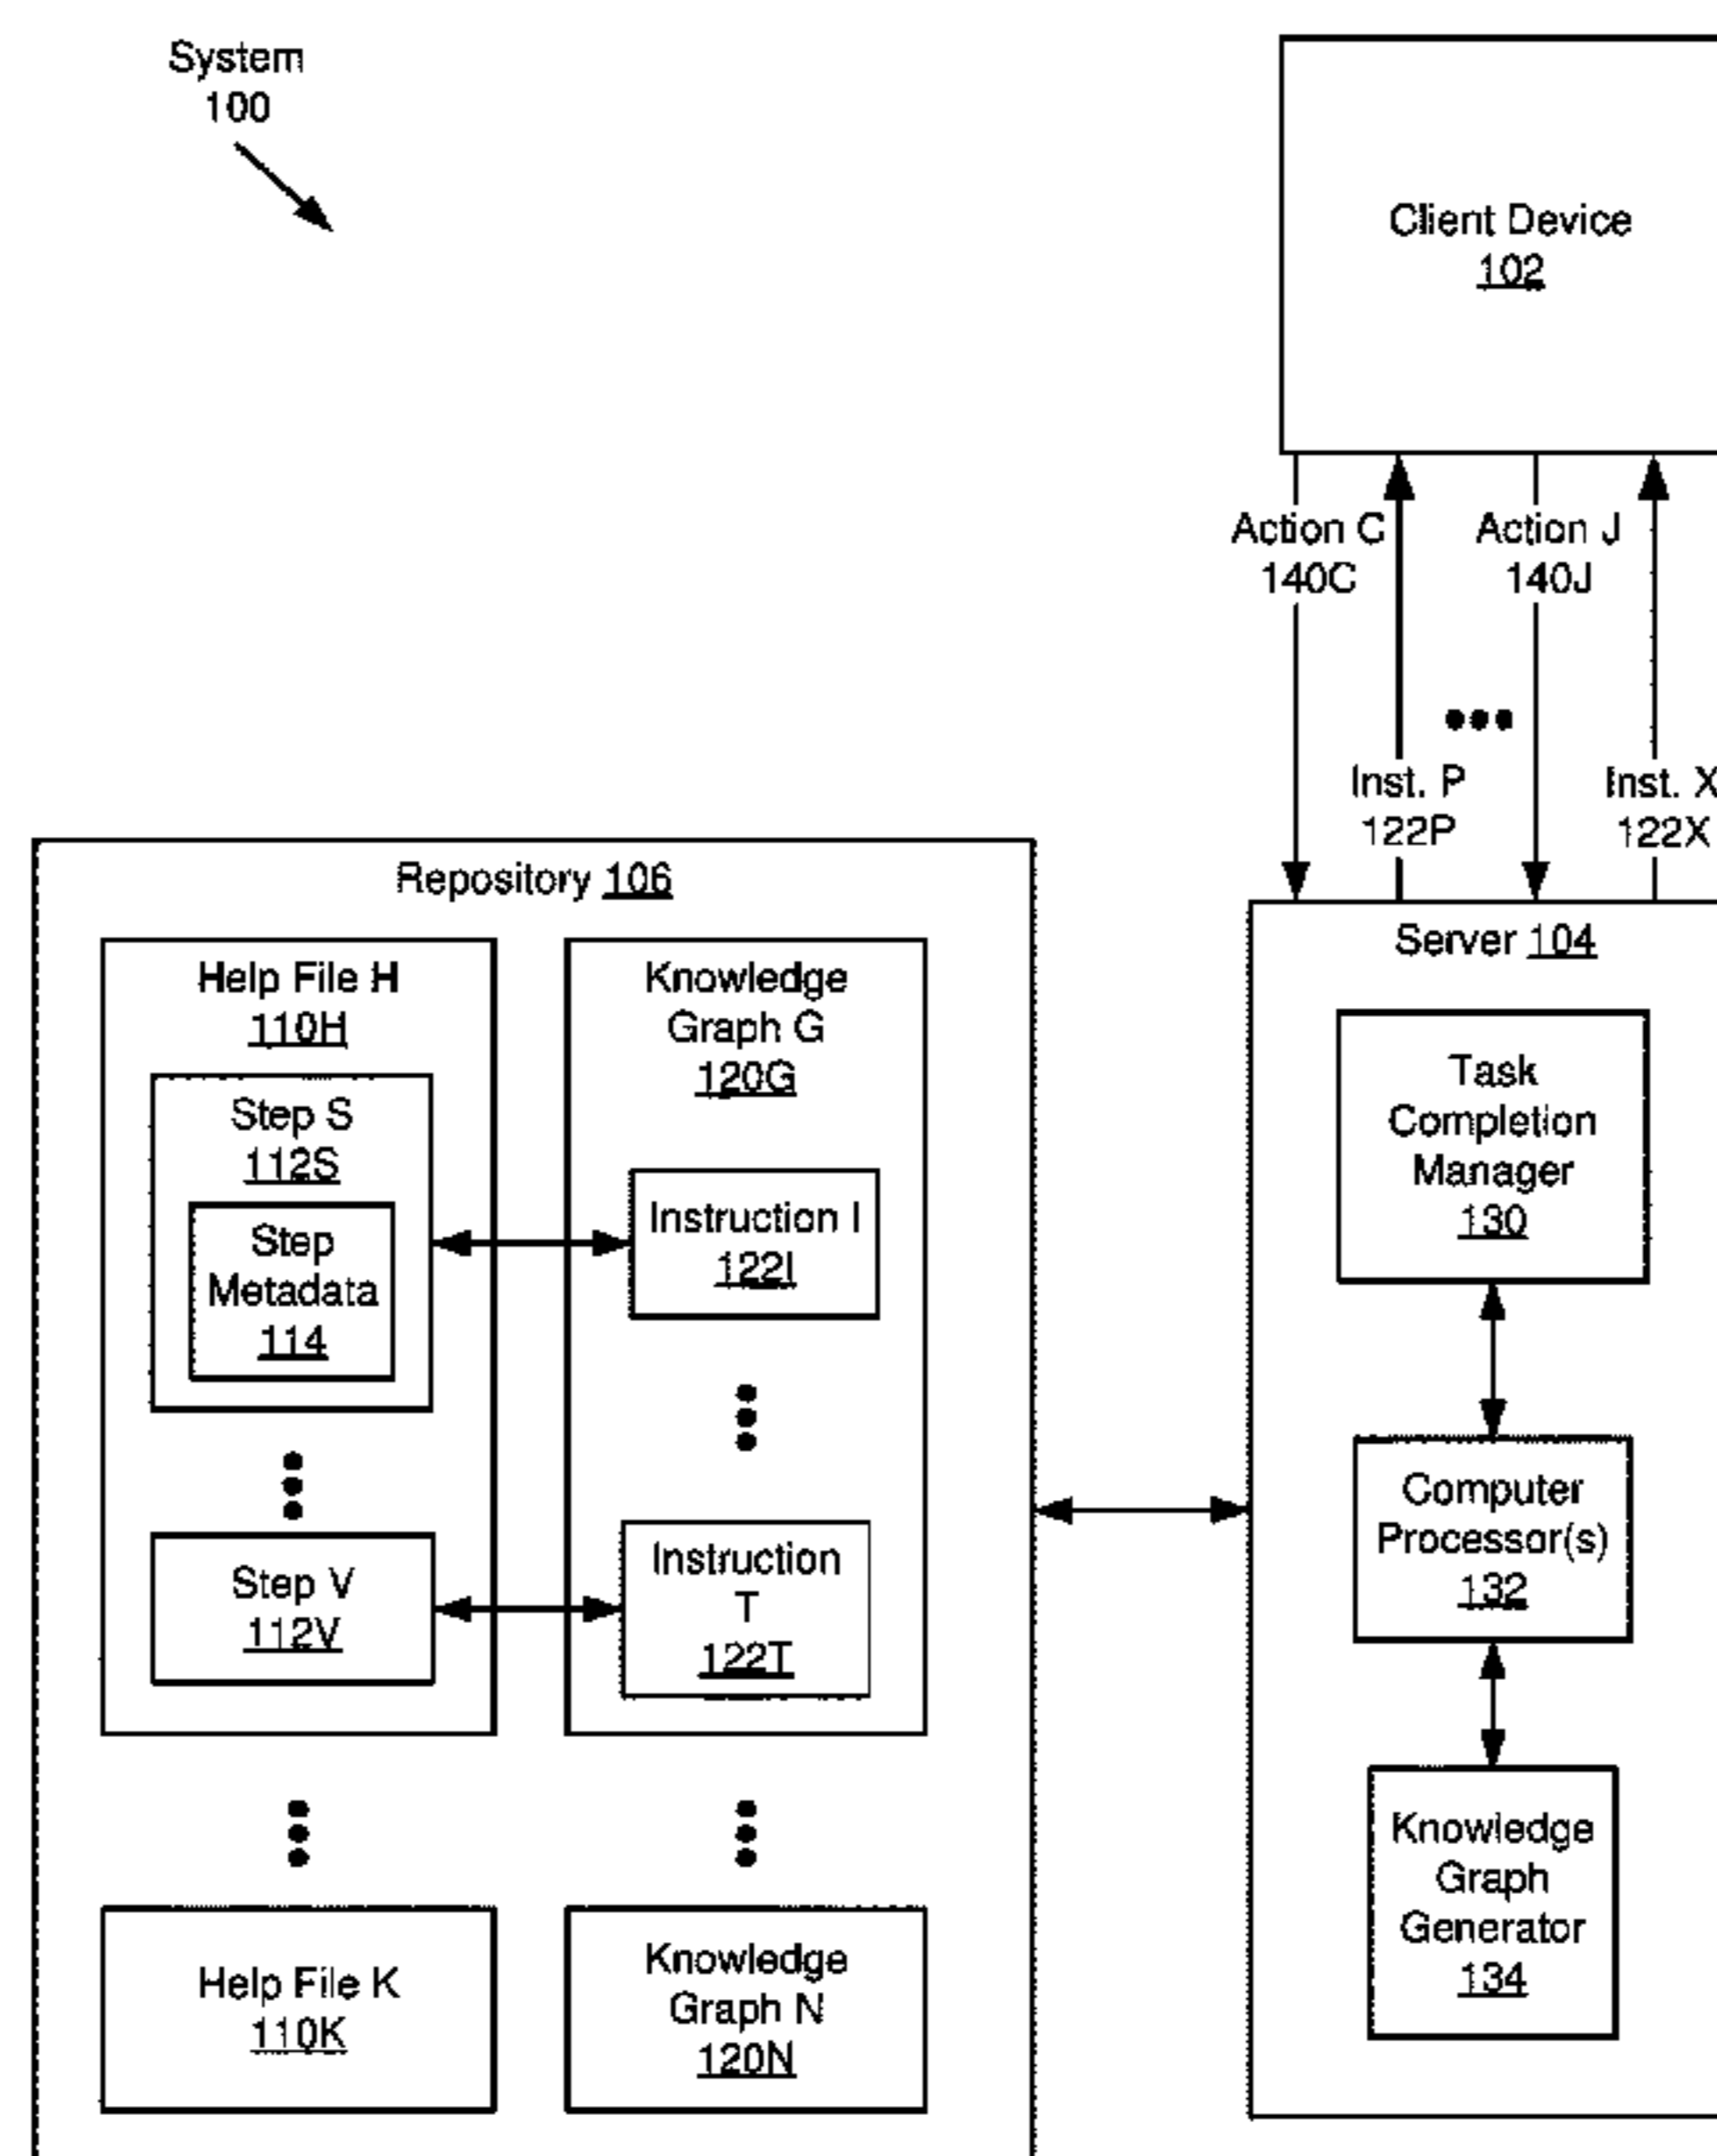 System
100
Client Device
102
Action C
140C
Action J
140J
Inst. P
122P
Inst. X
122X
Repository 106
Help File H
110H
Step S
112S
Step
Metadata
114
Step V
112V
Knowledge
Graph G
120G
Instruction I
122I
Instruction
T
122T
Help File K
110K
Knowledge
Graph N
120N
Server 104
Task
Completion
Manager
130
Computer
Processor(s)
132
Knowledge
Graph
Generator
134